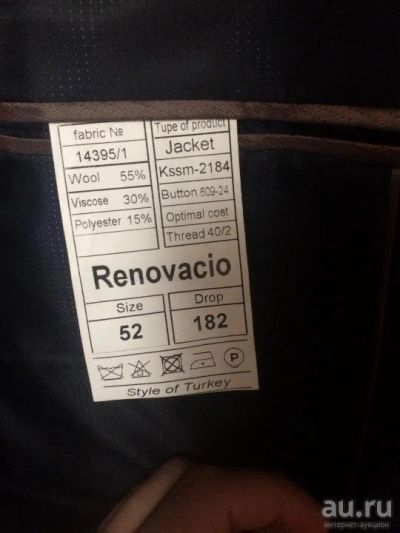 fabric №
14395/1
Wool 55%
Viscose 30%
Polyester 15%
Tupe of product
Jacket
Kssm-2184
Button 609-24
Optimal cost
Thread 40/2
Renovacio
Size
52
Drop
182
P
Style of Turkey
au.ru
интернет-аукцион